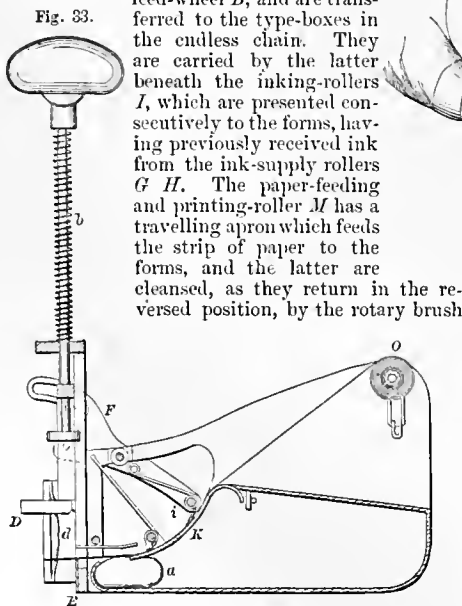 feed-wheel B, and are trans-
Fig. 33.
ferred to the type-boxes in
the endless chain. They
are carried by the latter
beneath the inking-rollers
I, which are presented con-
secutively to the forms, hav-
ing previously received ink
from the ink-supply rollers
G H. The paper-feeding
and printing-roller M has a
travelling apron which feeds
the strip of paper to the
forms, and the latter are
cleansed, as they return in the re-
versed position, by the rotary brush
b
O
F
D
d
i
K
a
E